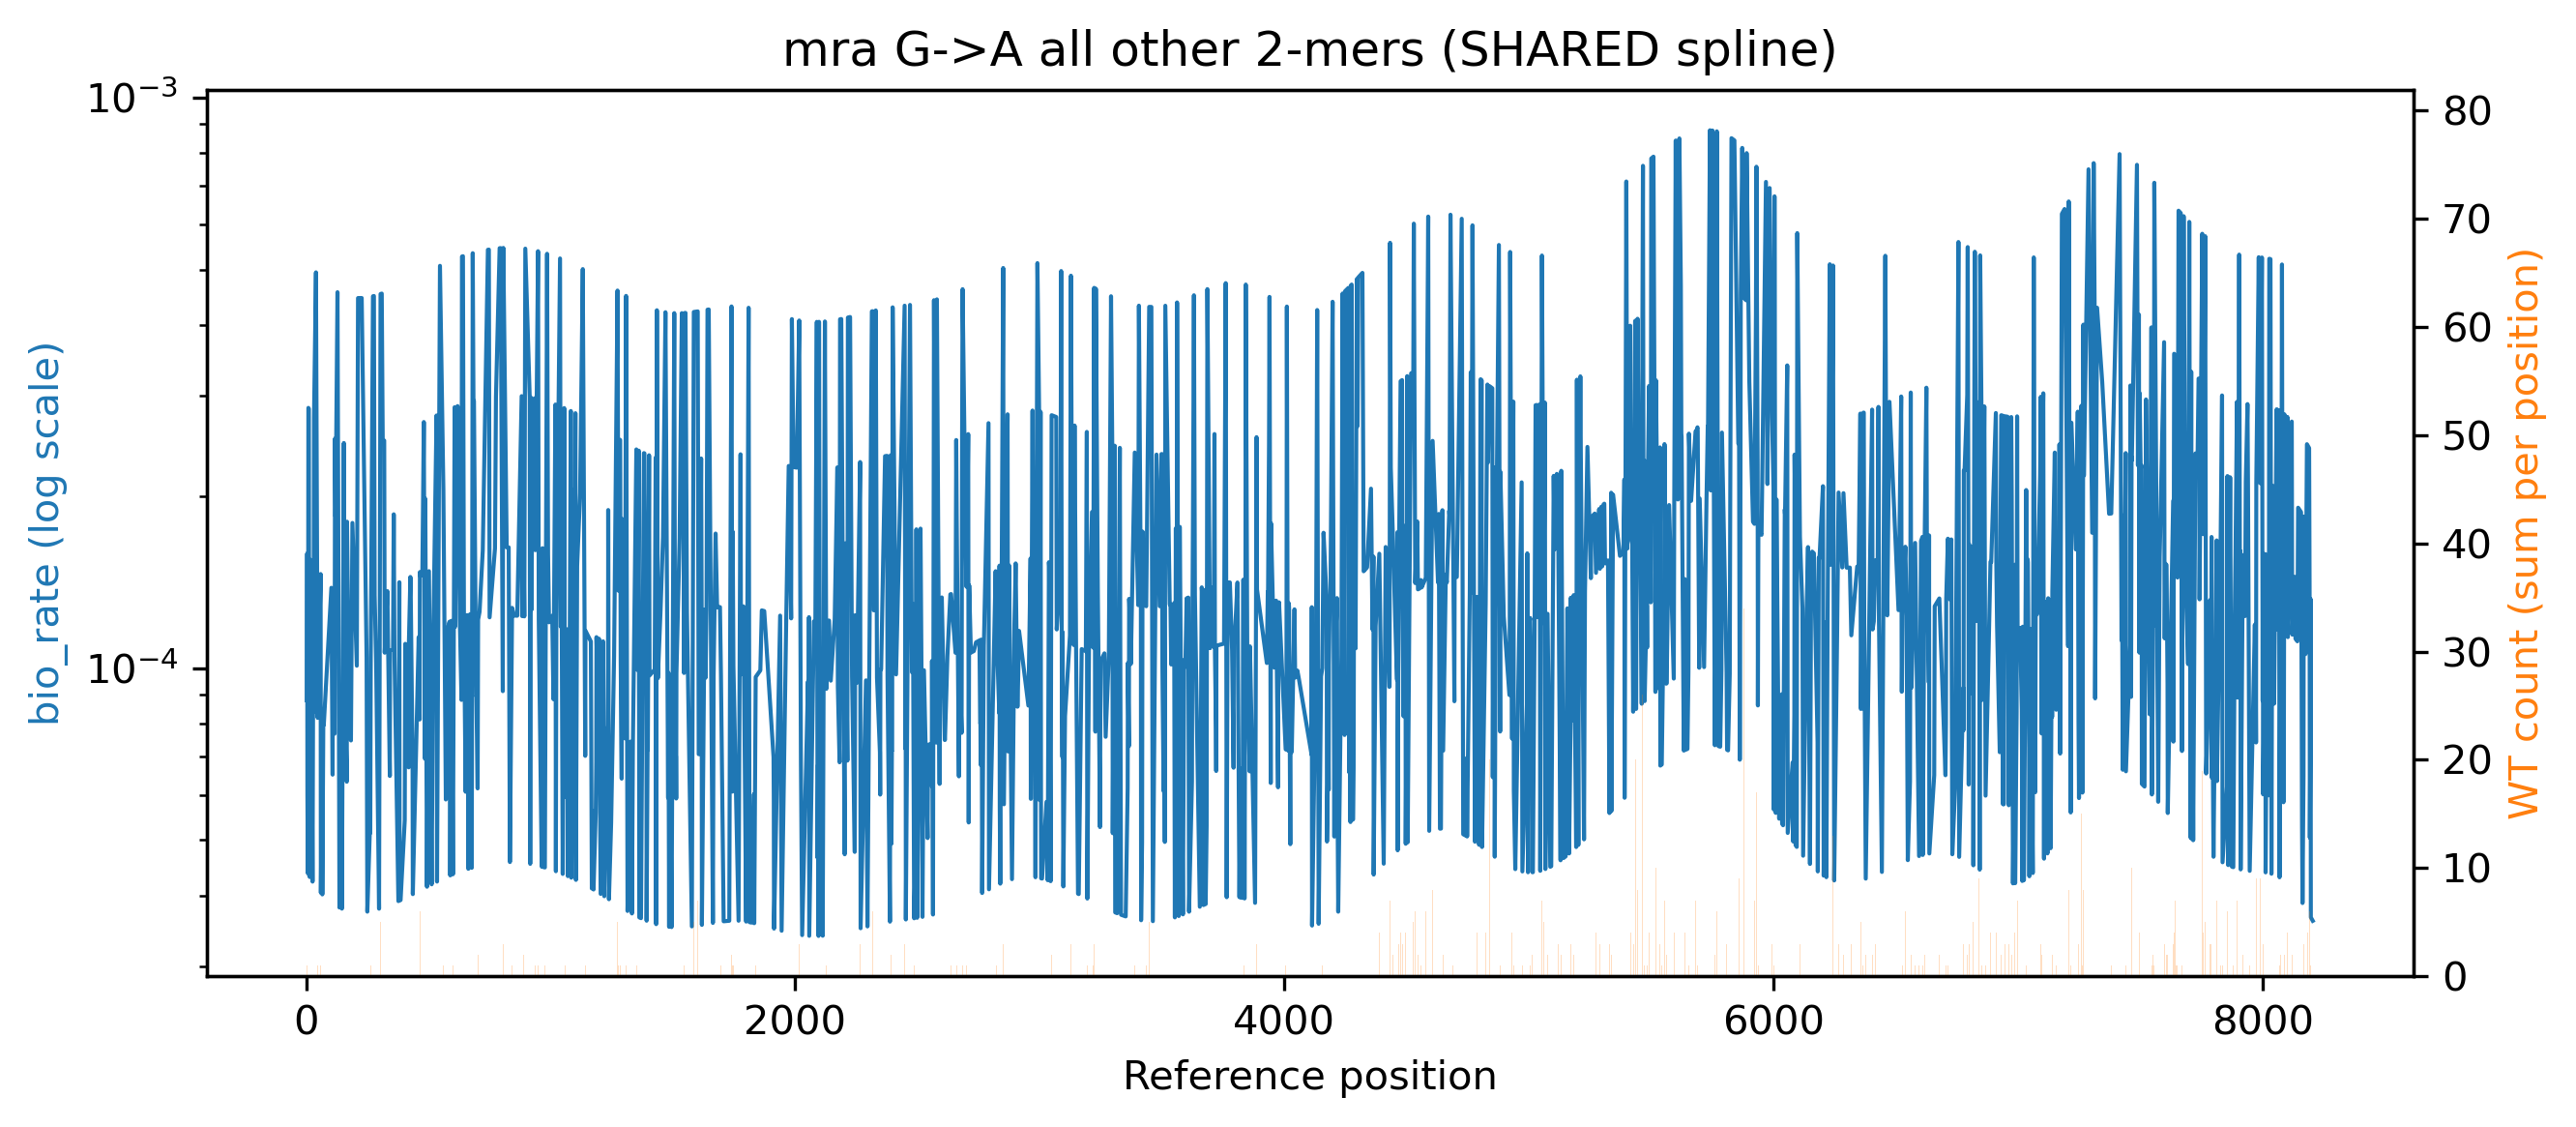 mra G->A all other 2-mers (SHARED spline)
10⁻³
10⁻⁴
bio_rate (log scale)
80
70
60
50
40
30
20
10
0
WT count (sum per position)
0 2000 4000 6000 8000
Reference position